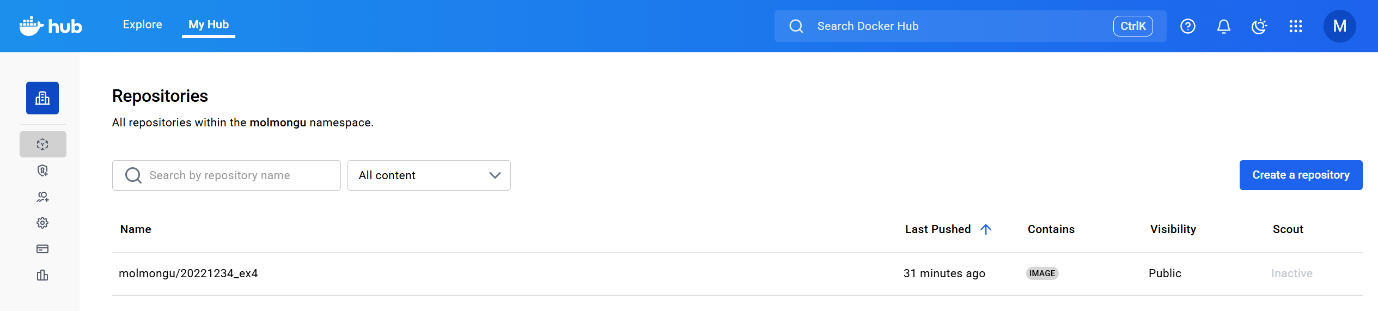 hub Explore My Hub Search Docker Hub CtrlK M
Repositories
All repositories within the molmongu namespace.
Search by repository name All content Create a repository
Name Last Pushed Contains Visibility Scout
molmongu/20221234_ex4 31 minutes ago IMAGE Public Inactive